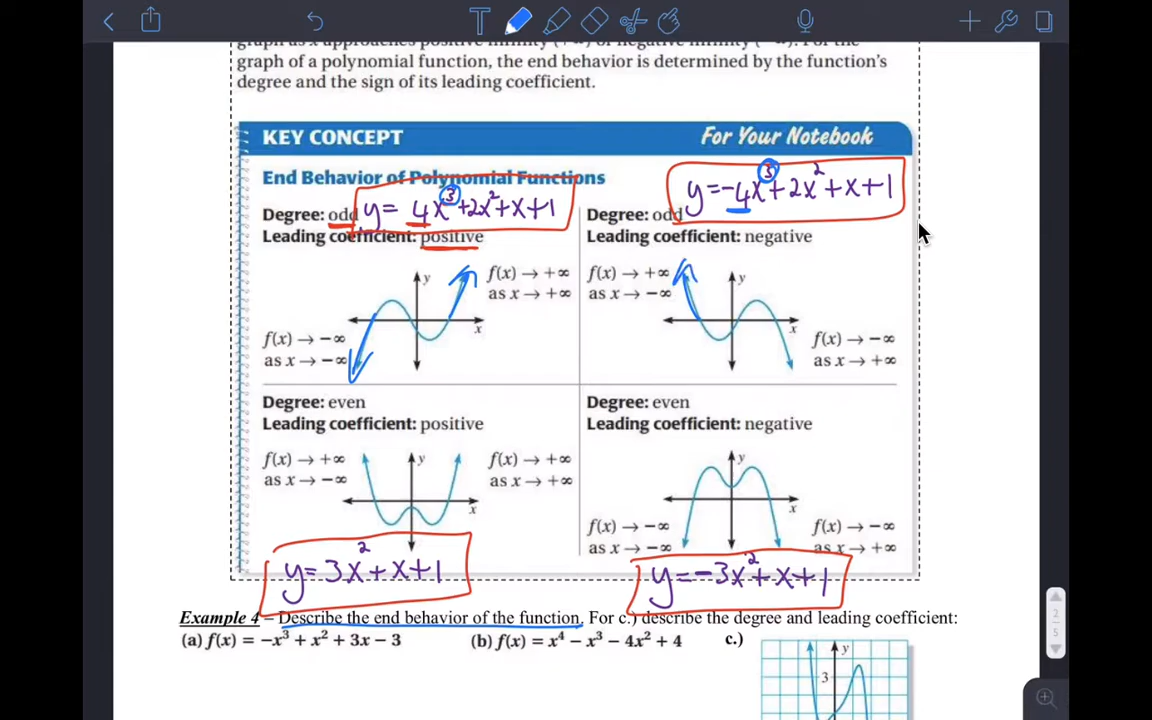 graph of a polynomial function, the end behavior is determined by the function's
degree and the sign of its leading coefficient.
KEY CONCEPT
For Your Notebook
End Behavior of Polynomial Functions
Degree: odd
y = 4x³+2x²+x+1
Leading coefficient: positive
f(x) → +∞
as x → +∞
y
x
f(x) → −∞
as x → −∞
y=-4x³+2x²+x+1
Degree: odd
Leading coefficient: negative
f(x) → +∞
as x → −∞
y
x
f(x) → −∞
as x → +∞
Degree: even
Leading coefficient: positive
f(x) → +∞
as x → −∞
y
x
f(x) → +∞
as x → +∞
y=3x²+x+1
Degree: even
Leading coefficient: negative
y
x
f(x) → −∞
as x → −∞
f(x) → −∞
as x → +∞
y=-3x²+x+1
Example 4 – Describe the end behavior of the function. For c.) describe the degree and leading coefficient:
(a) f(x) = −x³ + x² + 3x − 3
(b) f(x) = x⁴ − x³ − 4x² + 4
c.)
y
3
2
5